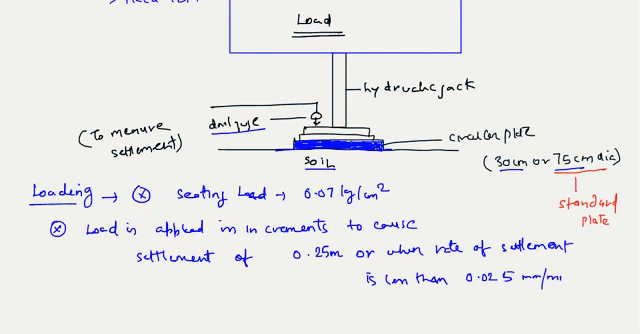 Load
hydraulic jack
dial guge
(To measure
settlement)
circular plate
SOIL
(30cm or 75cm dia)
standard
plate
Loading → ⊗ seating load → 0.07 kg/cm²
⊗ Load is applied in increments to cause
settlement of 0.25m or when rate of settlement
is less than 0.025 mm/mi